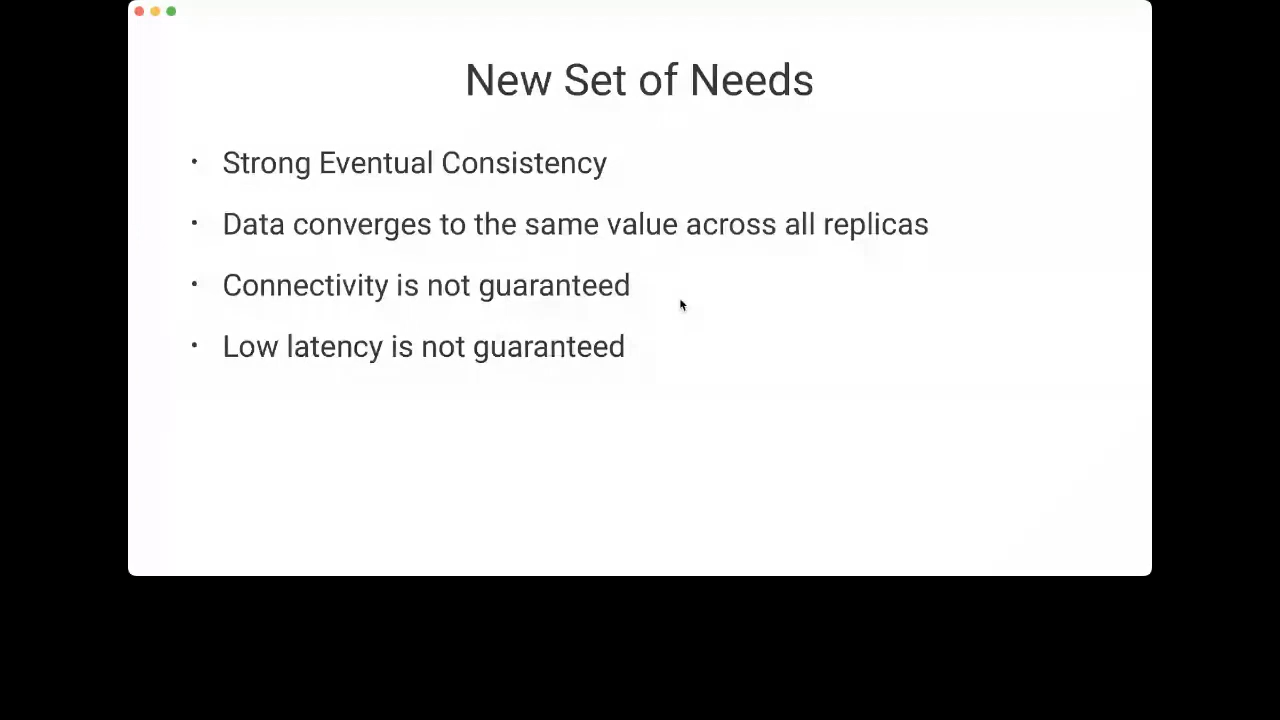 New Set of Needs
• Strong Eventual Consistency
• Data converges to the same value across all replicas
• Connectivity is not guaranteed
• Low latency is not guaranteed